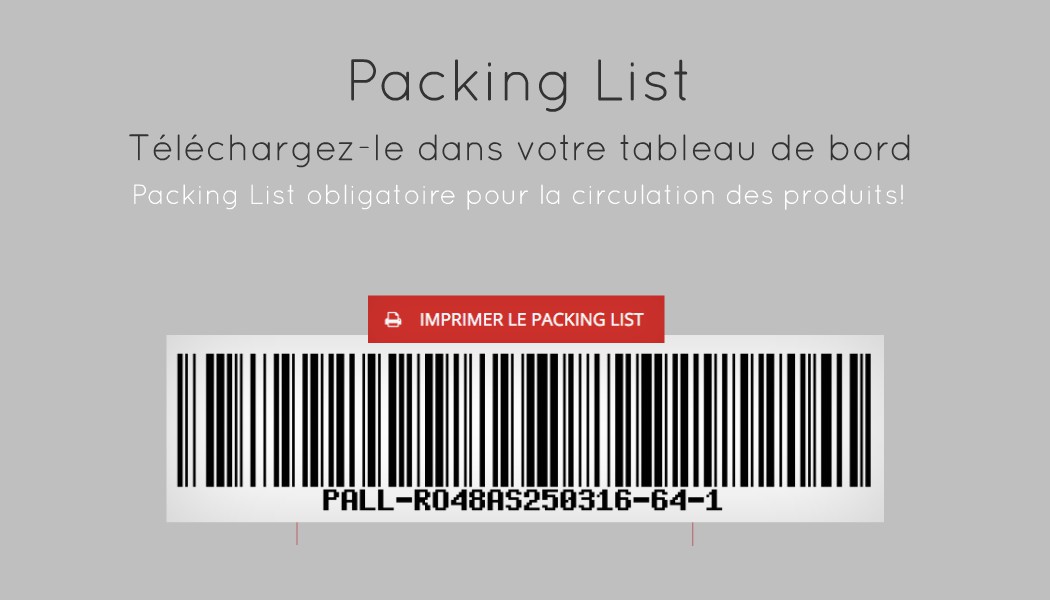 Packing List
Téléchargez-le dans votre tableau de bord
Packing List obligatoire pour la circulation des produits!
IMPRIMER LE PACKING LIST
PALL-RO48AS250316-64-1